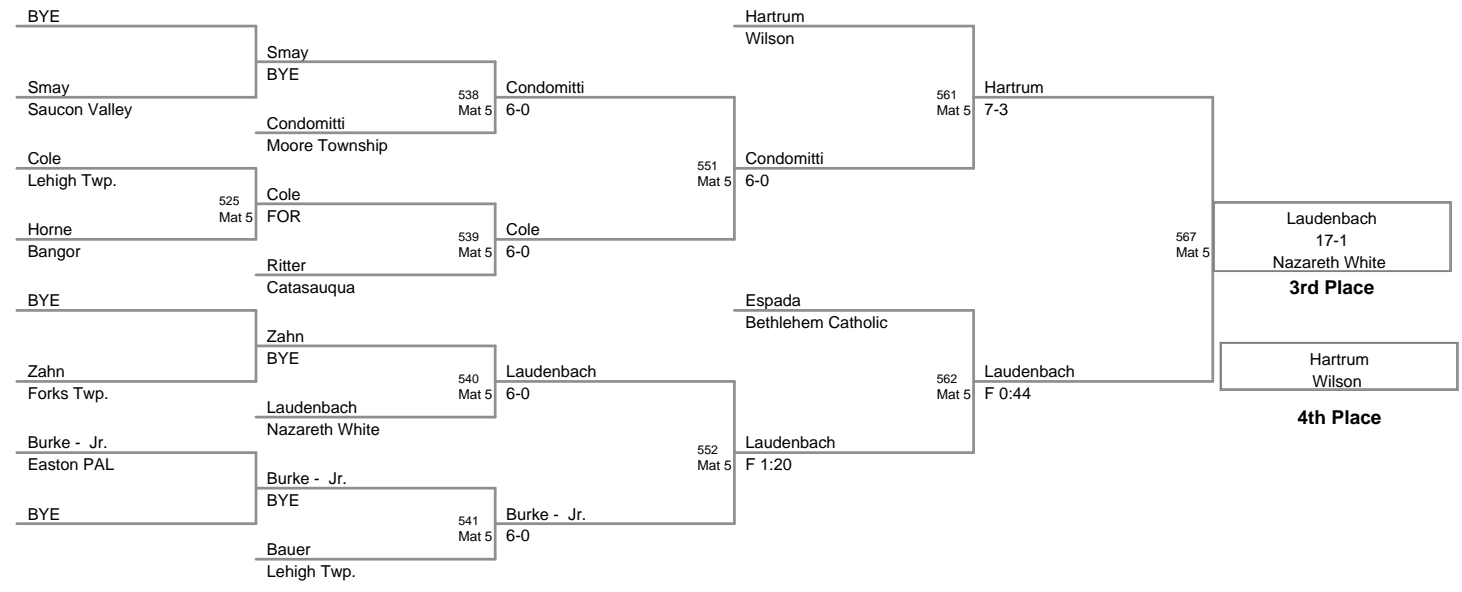 BYE
Smay
Saucon Valley
Cole
Lehigh Twp.
Horne
Bangor
BYE
Zahn
Forks Twp.
Burke - Jr.
Easton PAL
BYE
Smay
BYE
Condomitti
Moore Township
525
Mat 5
Cole
FOR
Ritter
Catasauqua
Zahn
BYE
Laudenbach
Nazareth White
Burke - Jr.
BYE
Bauer
Lehigh Twp.
538
Mat 5
Condomitti
6-0
539
Mat 5
Cole
6-0
540
Mat 5
Laudenbach
6-0
541
Mat 5
Burke - Jr.
6-0
Hartrum
Wilson
551
Mat 5
Condomitti
6-0
Espada
Bethlehem Catholic
552
Mat 5
Laudenbach
F 1:20
561
Mat 5
Hartrum
7-3
562
Mat 5
Laudenbach
F 0:44
567
Mat 5
Laudenbach
17-1
Nazareth White
3rd Place
Hartrum
Wilson
4th Place